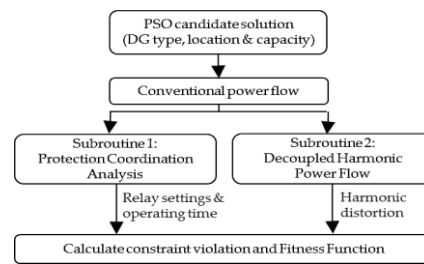 PSO candidate solution
(DG type, location & capacity)
Conventional power flow
Subroutine 1:
Protection Coordination
Analysis
Subroutine 2:
Decoupled Harmonic
Power Flow
Relay settings &
operating time
Harmonic
distortion
Calculate constraint violation and Fitness Function